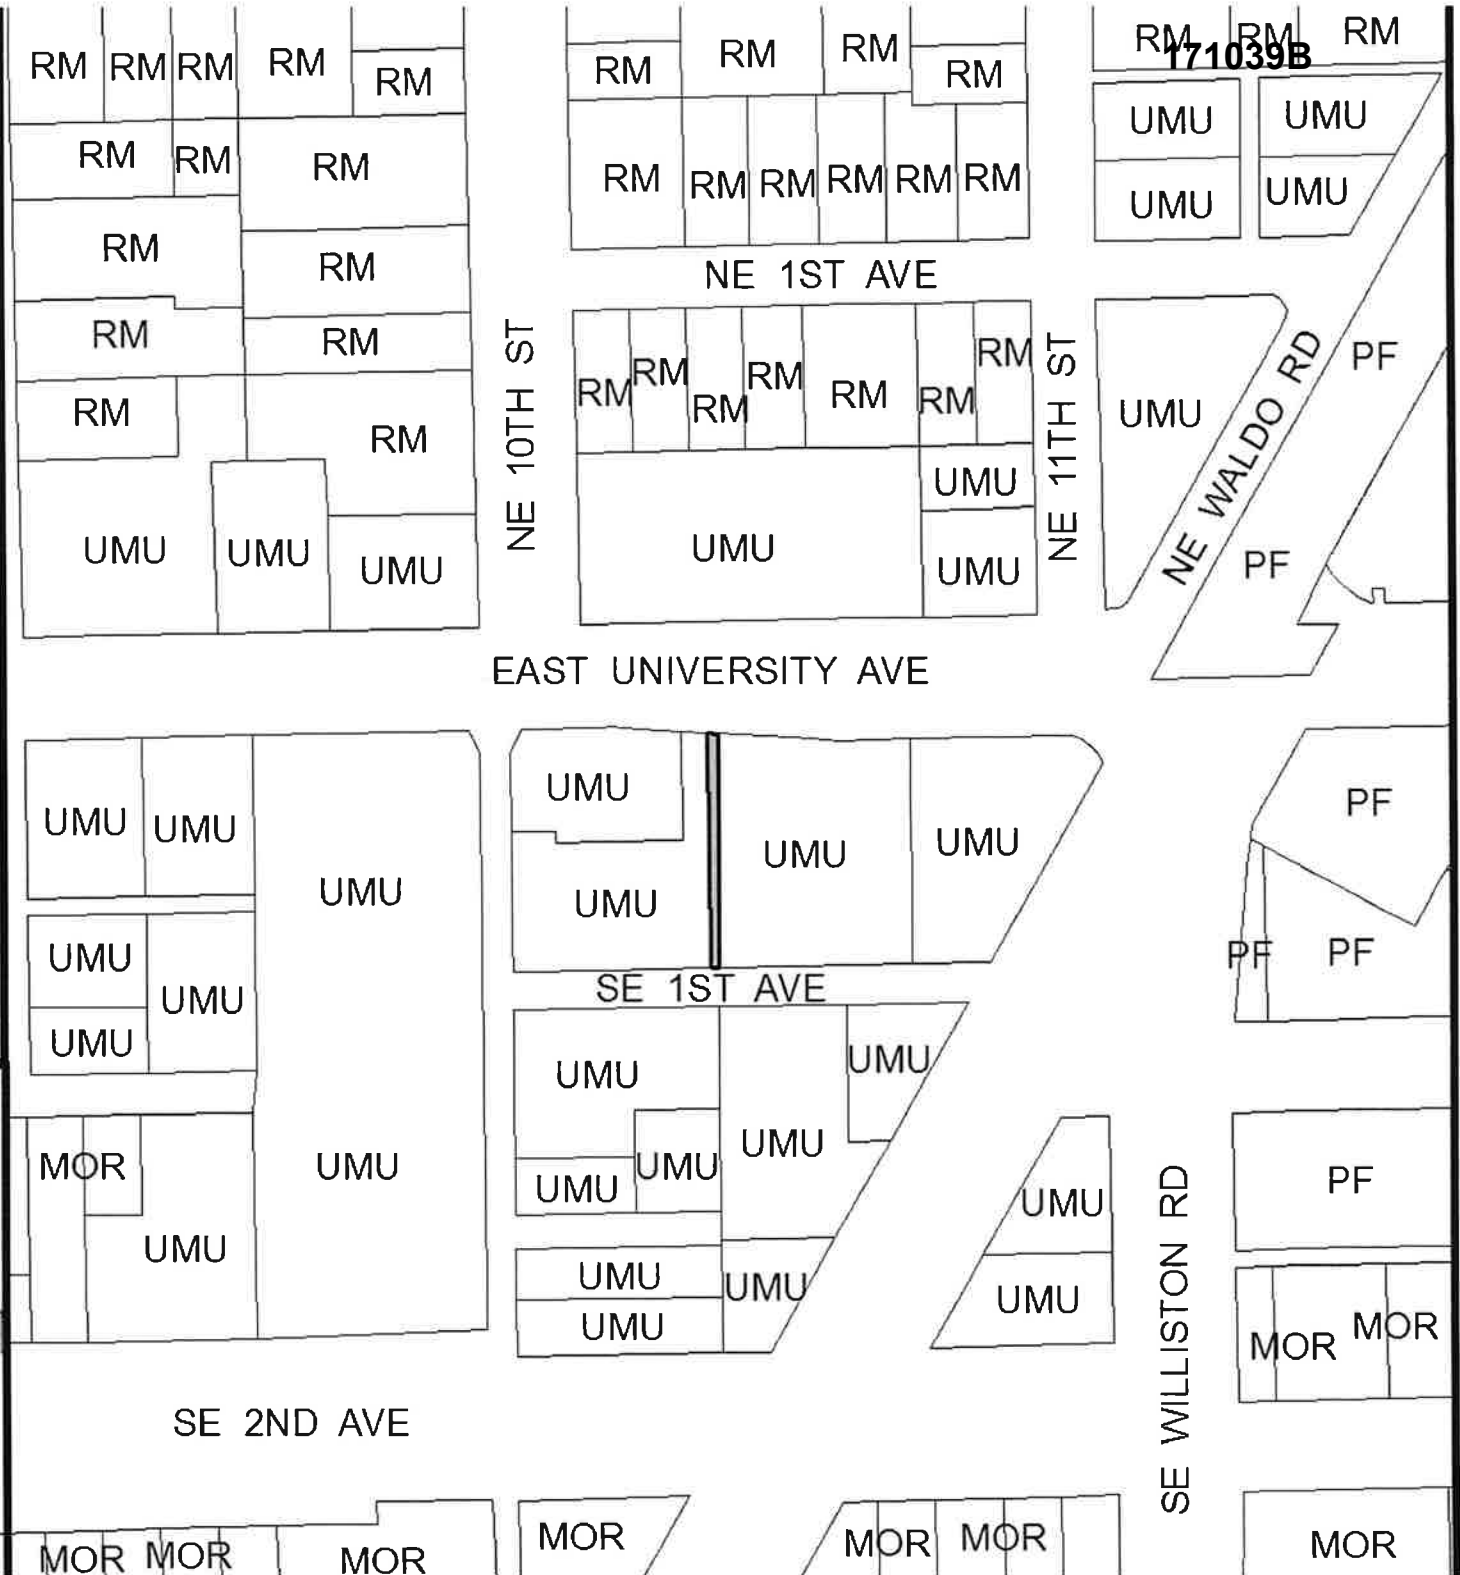 RM RM RM RM RM RM RM RM RM RM RM RM
171039B
RM RM RM
RM RM RM RM RM RM
UMU UMU
UMU UMU
RM
RM
NE 1ST AVE
RM
RM
RM RM RM RM RM RM RM
NE 10TH ST
NE 11TH ST
NE WALDO RD
UMU
PF
RM
RM
UMU
UMU UMU UMU
UMU
UMU
PF
EAST UNIVERSITY AVE
UMU UMU UMU
UMU
UMU
UMU
UMU
PF
UMU
UMU
UMU
PF PF
SE 1ST AVE
UMU
UMU
UMU
UMU
UMU
UMU
MOR
UMU
UMU
UMU
PF
UMU
UMU
UMU
UMU
UMU
UMU
MOR MOR
SE WILLISTON RD
SE 2ND AVE
MOR MOR MOR MOR MOR MOR MOR